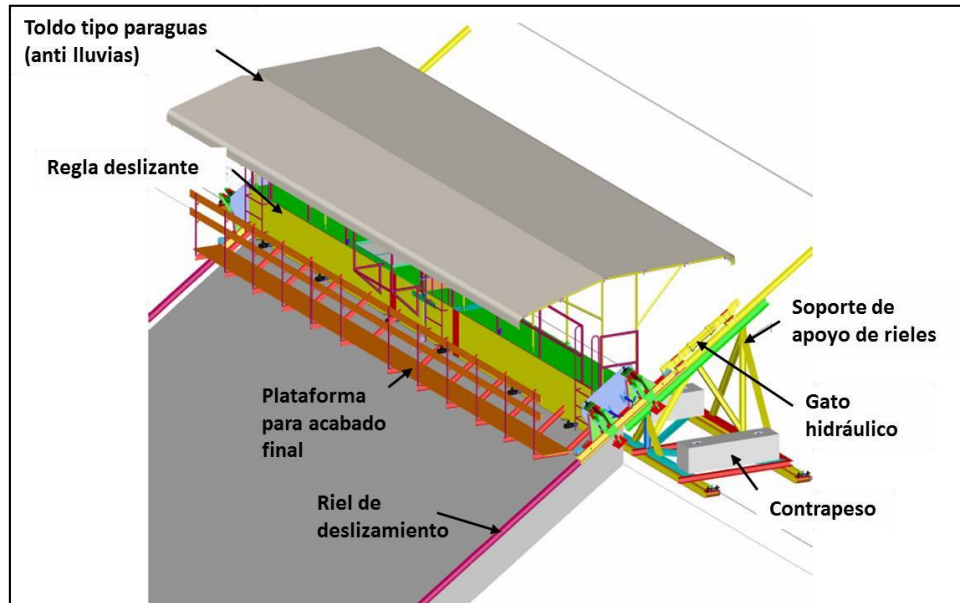 Toldo tipo paraguas
(anti lluvias)
Regla deslizante
Soporte de
apoyo de rieles
Plataforma
para acabado
final
Gato
hidráulico
Riel de
deslizamiento
Contrapeso